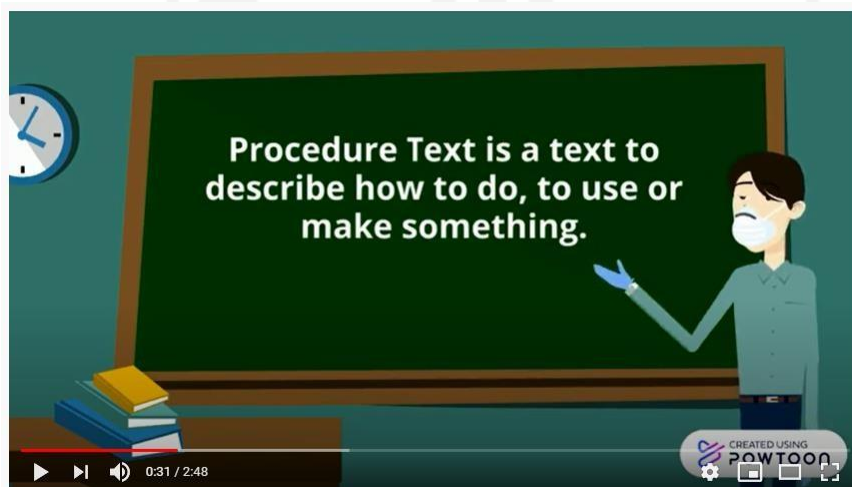 Procedure Text is a text to
describe how to do, to use or
make something.
CREATED USING
POWTOON
0:31 / 2:48